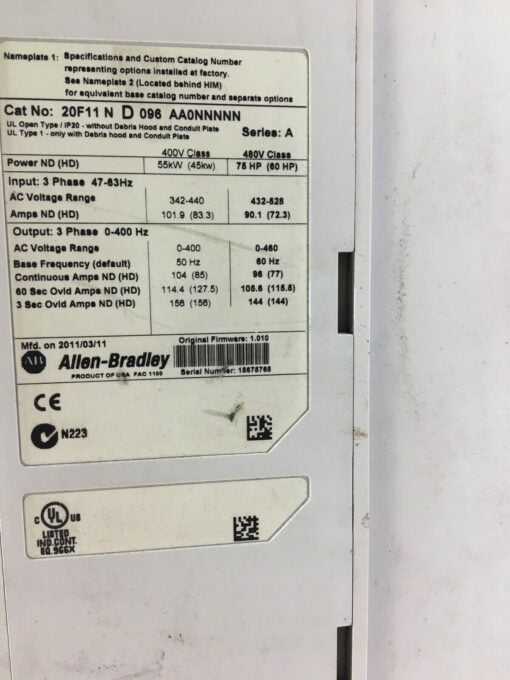 Nameplate 1: Specifications and Custom Catalog Number
representing options installed at factory.
See Nameplate 2 (Located behind HIM)
for equivalent base catalog number and separate options
Cat No: 20F11 N D 096 AA0NNNNN
UL Open Type / IP20 - without Debris Hood and Conduit Plate
UL Type 1 - only with Debris hood and Conduit Plate
Series: A
400V Class 480V Class
Power ND (HD) 55kW (45kw) 75 HP (60 HP)
Input: 3 Phase 47-63Hz
AC Voltage Range 342-440 432-528
Amps ND (HD) 101.9 (83.3) 90.1 (72.3)
Output: 3 Phase 0-400 Hz
AC Voltage Range 0-400 0-460
Base Frequency (default) 50 Hz 60 Hz
Continuous Amps ND (HD) 104 (85) 96 (77)
60 Sec Ovld Amps ND (HD) 114.4 (127.5) 105.6 (115.5)
3 Sec Ovld Amps ND (HD) 156 (156) 144 (144)
Mfd. on 2011/03/11
Original Firmware: 1.010
AB Allen-Bradley
PRODUCT OF USA FAC 1100
Serial Number: 15675765
CE
N223
C UL US
LISTED
IND.CONT.
EQ.966X